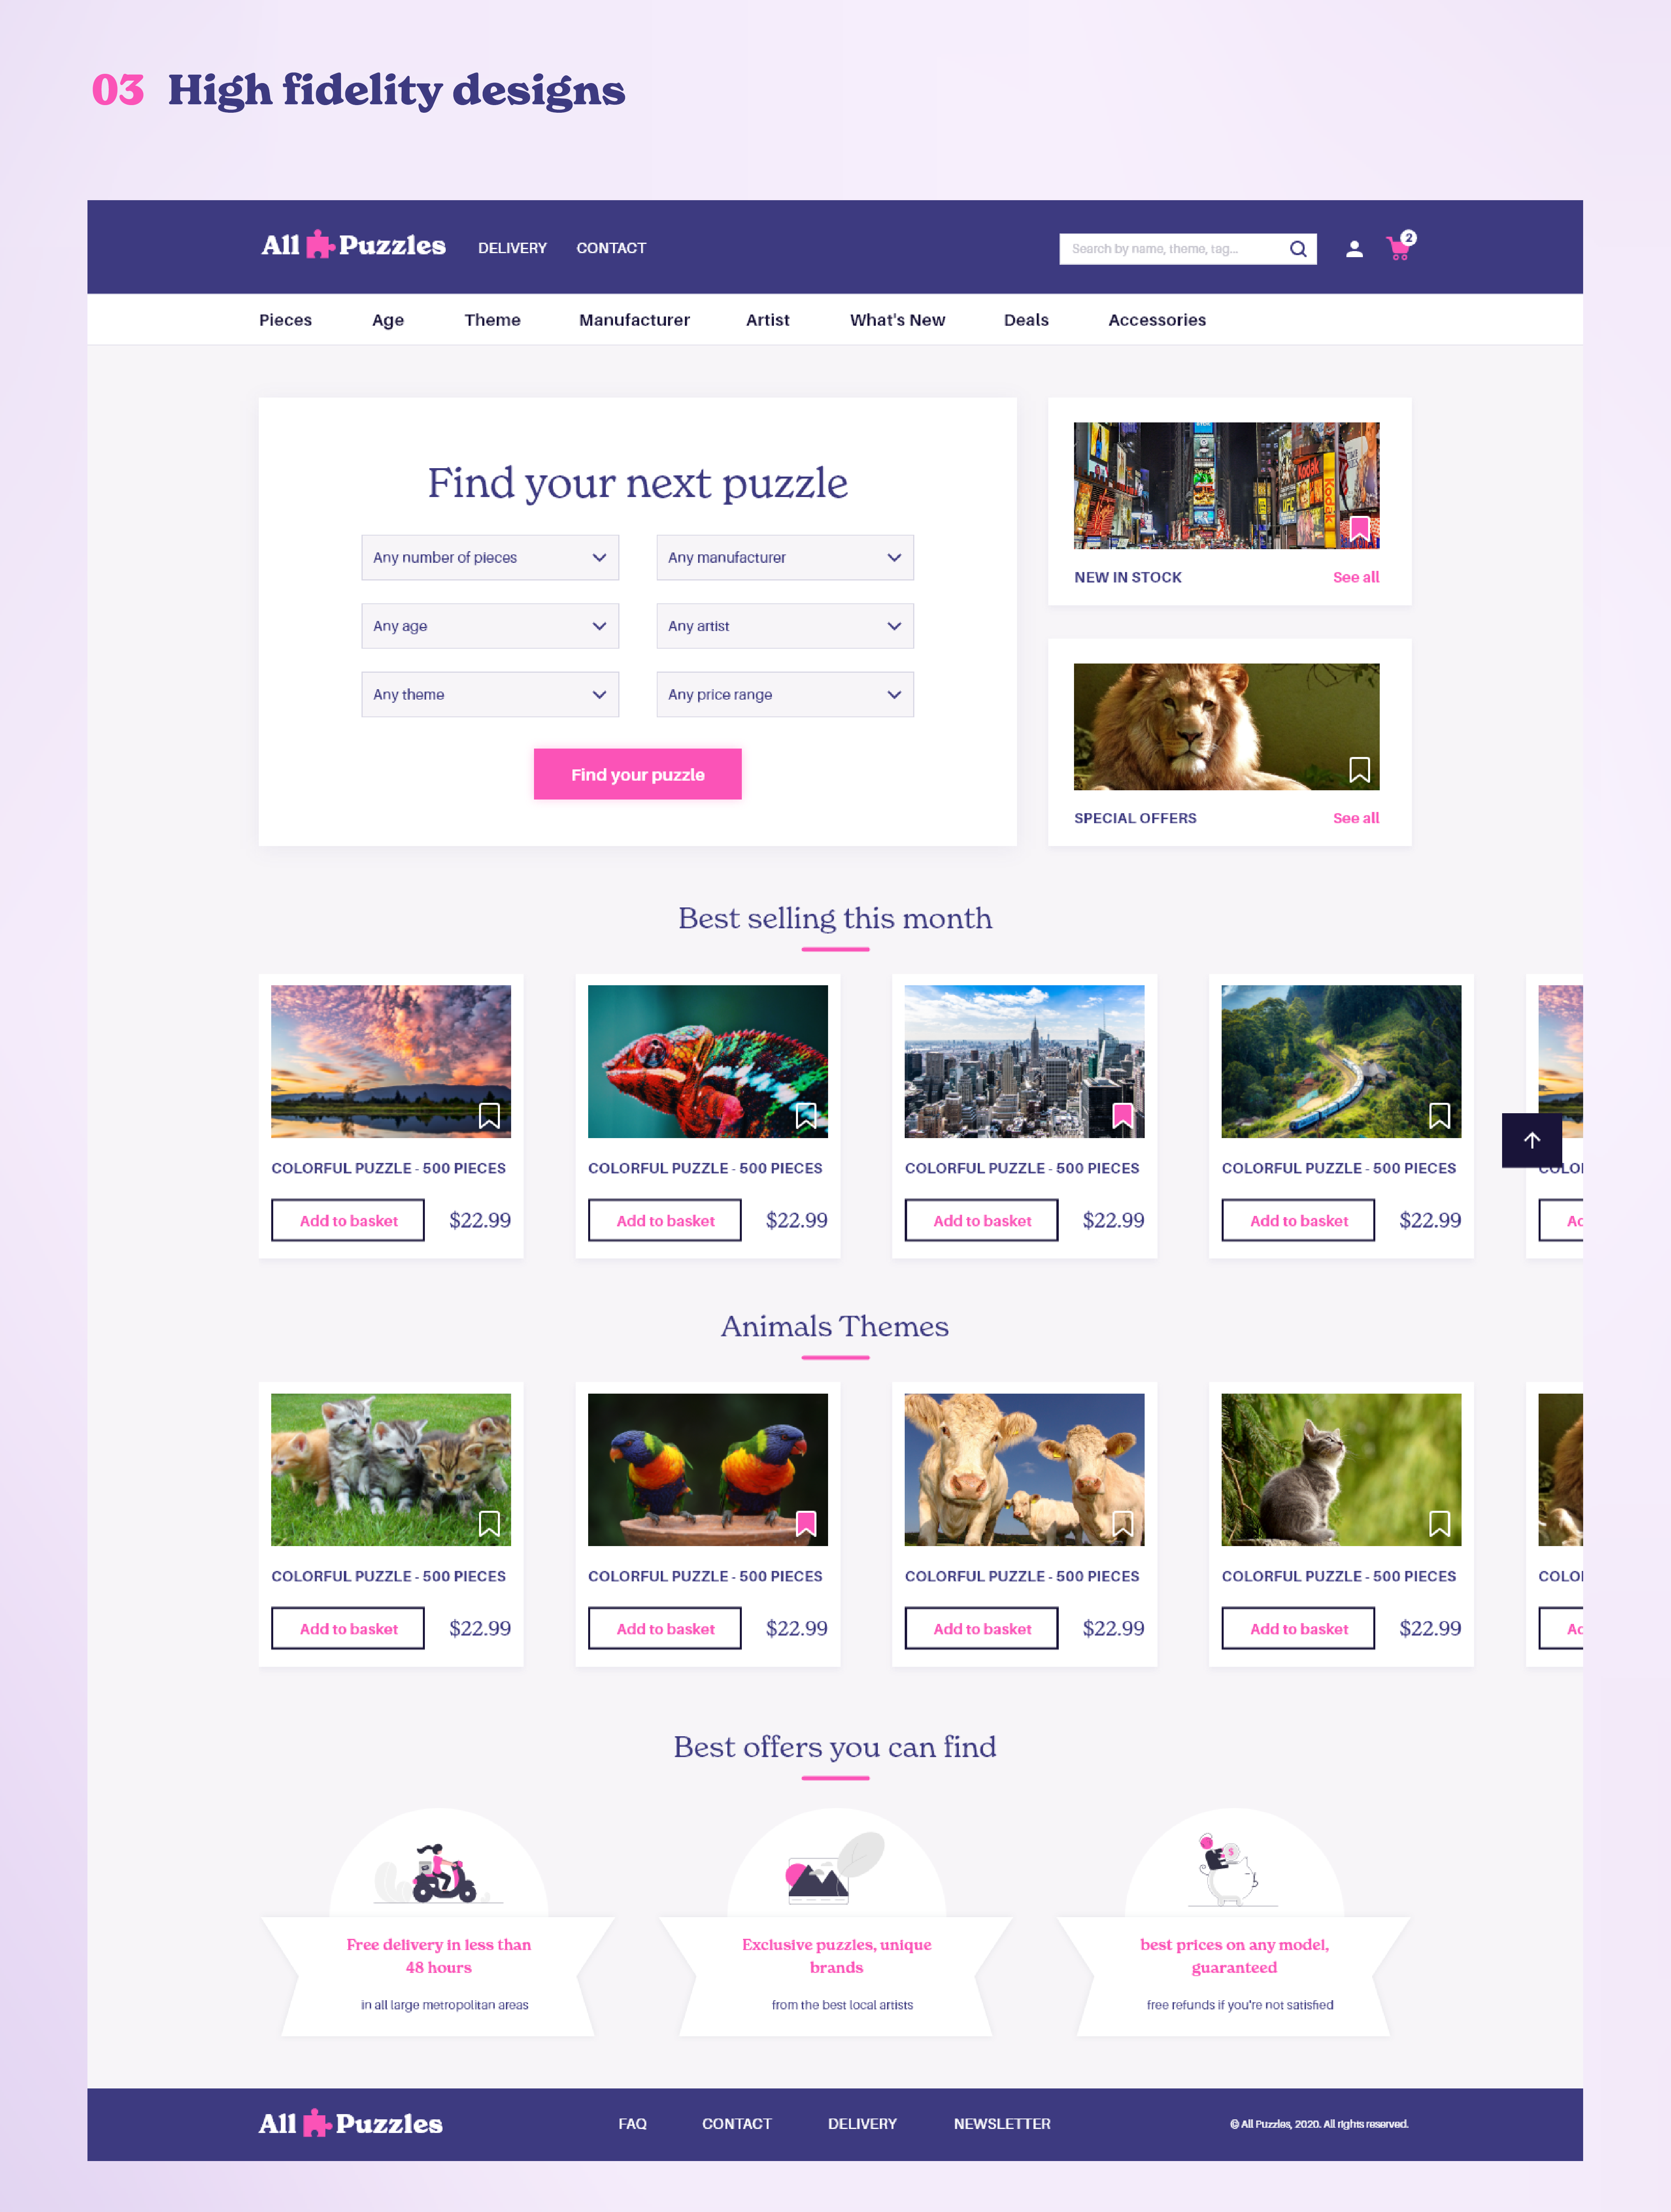 03 High fidelity designs
All Puzzles DELIVERY CONTACT Search by name, theme, tag... 2
Pieces Age Theme Manufacturer Artist What's New Deals Accessories
Find your next puzzle
Any number of pieces Any manufacturer
Any age Any artist
Any theme Any price range
Find your puzzle
Kodak
Kodak
UFC
NEW IN STOCK See all
SPECIAL OFFERS See all
Best selling this month
COLORFUL PUZZLE - 500 PIECES COLORFUL PUZZLE - 500 PIECES COLORFUL PUZZLE - 500 PIECES COLORFUL PUZZLE - 500 PIECES COLOR
Add to basket $22.99 Add to basket $22.99 Add to basket $22.99 Add to basket $22.99 Ad
Animals Themes
COLORFUL PUZZLE - 500 PIECES COLORFUL PUZZLE - 500 PIECES COLORFUL PUZZLE - 500 PIECES COLORFUL PUZZLE - 500 PIECES COLOR
Add to basket $22.99 Add to basket $22.99 Add to basket $22.99 Add to basket $22.99 Ad
Best offers you can find
Free delivery in less than
48 hours
in all large metropolitan areas
Exclusive puzzles, unique
brands
from the best local artists
$
best prices on any model,
guaranteed
free refunds if you're not satisfied
All Puzzles FAQ CONTACT DELIVERY NEWSLETTER © All Puzzles, 2020. All rights reserved.